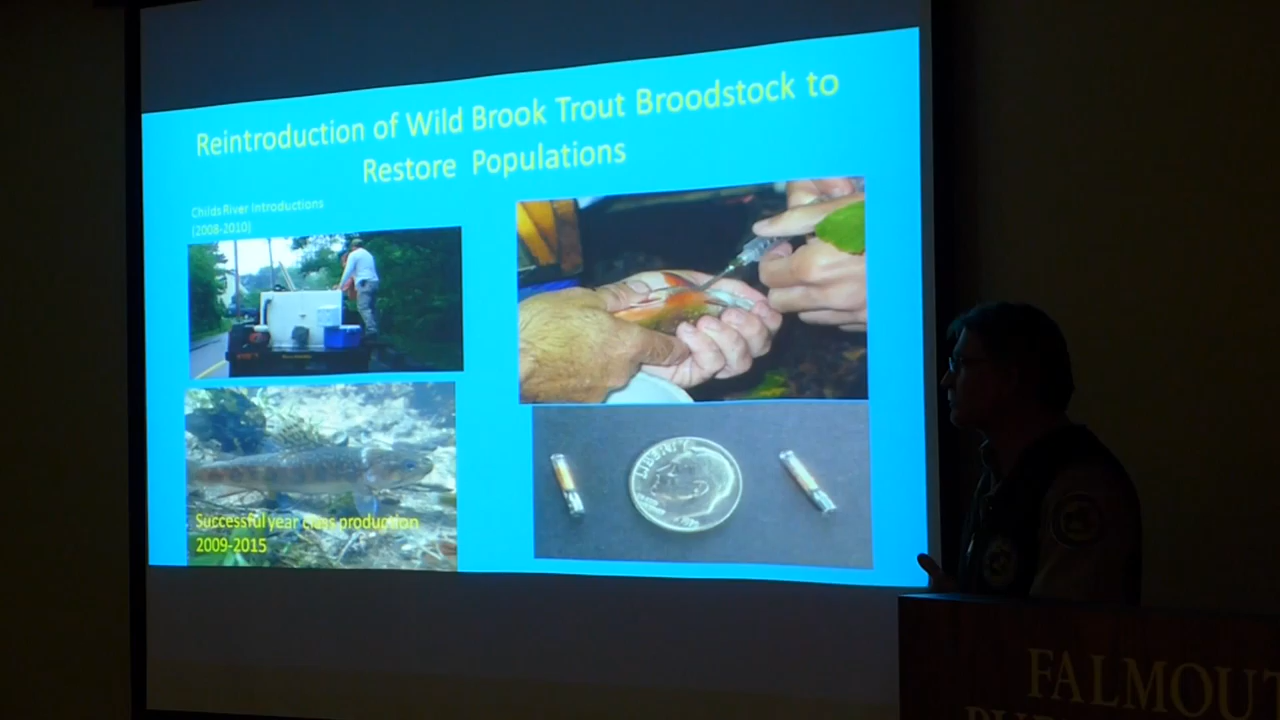 Reintroduction of Wild Brook Trout Broodstock to
Restore Populations
Childs River Introductions
(2008-2010)
Successful year class production
2009-2015
LIBERTY
FALMOUT